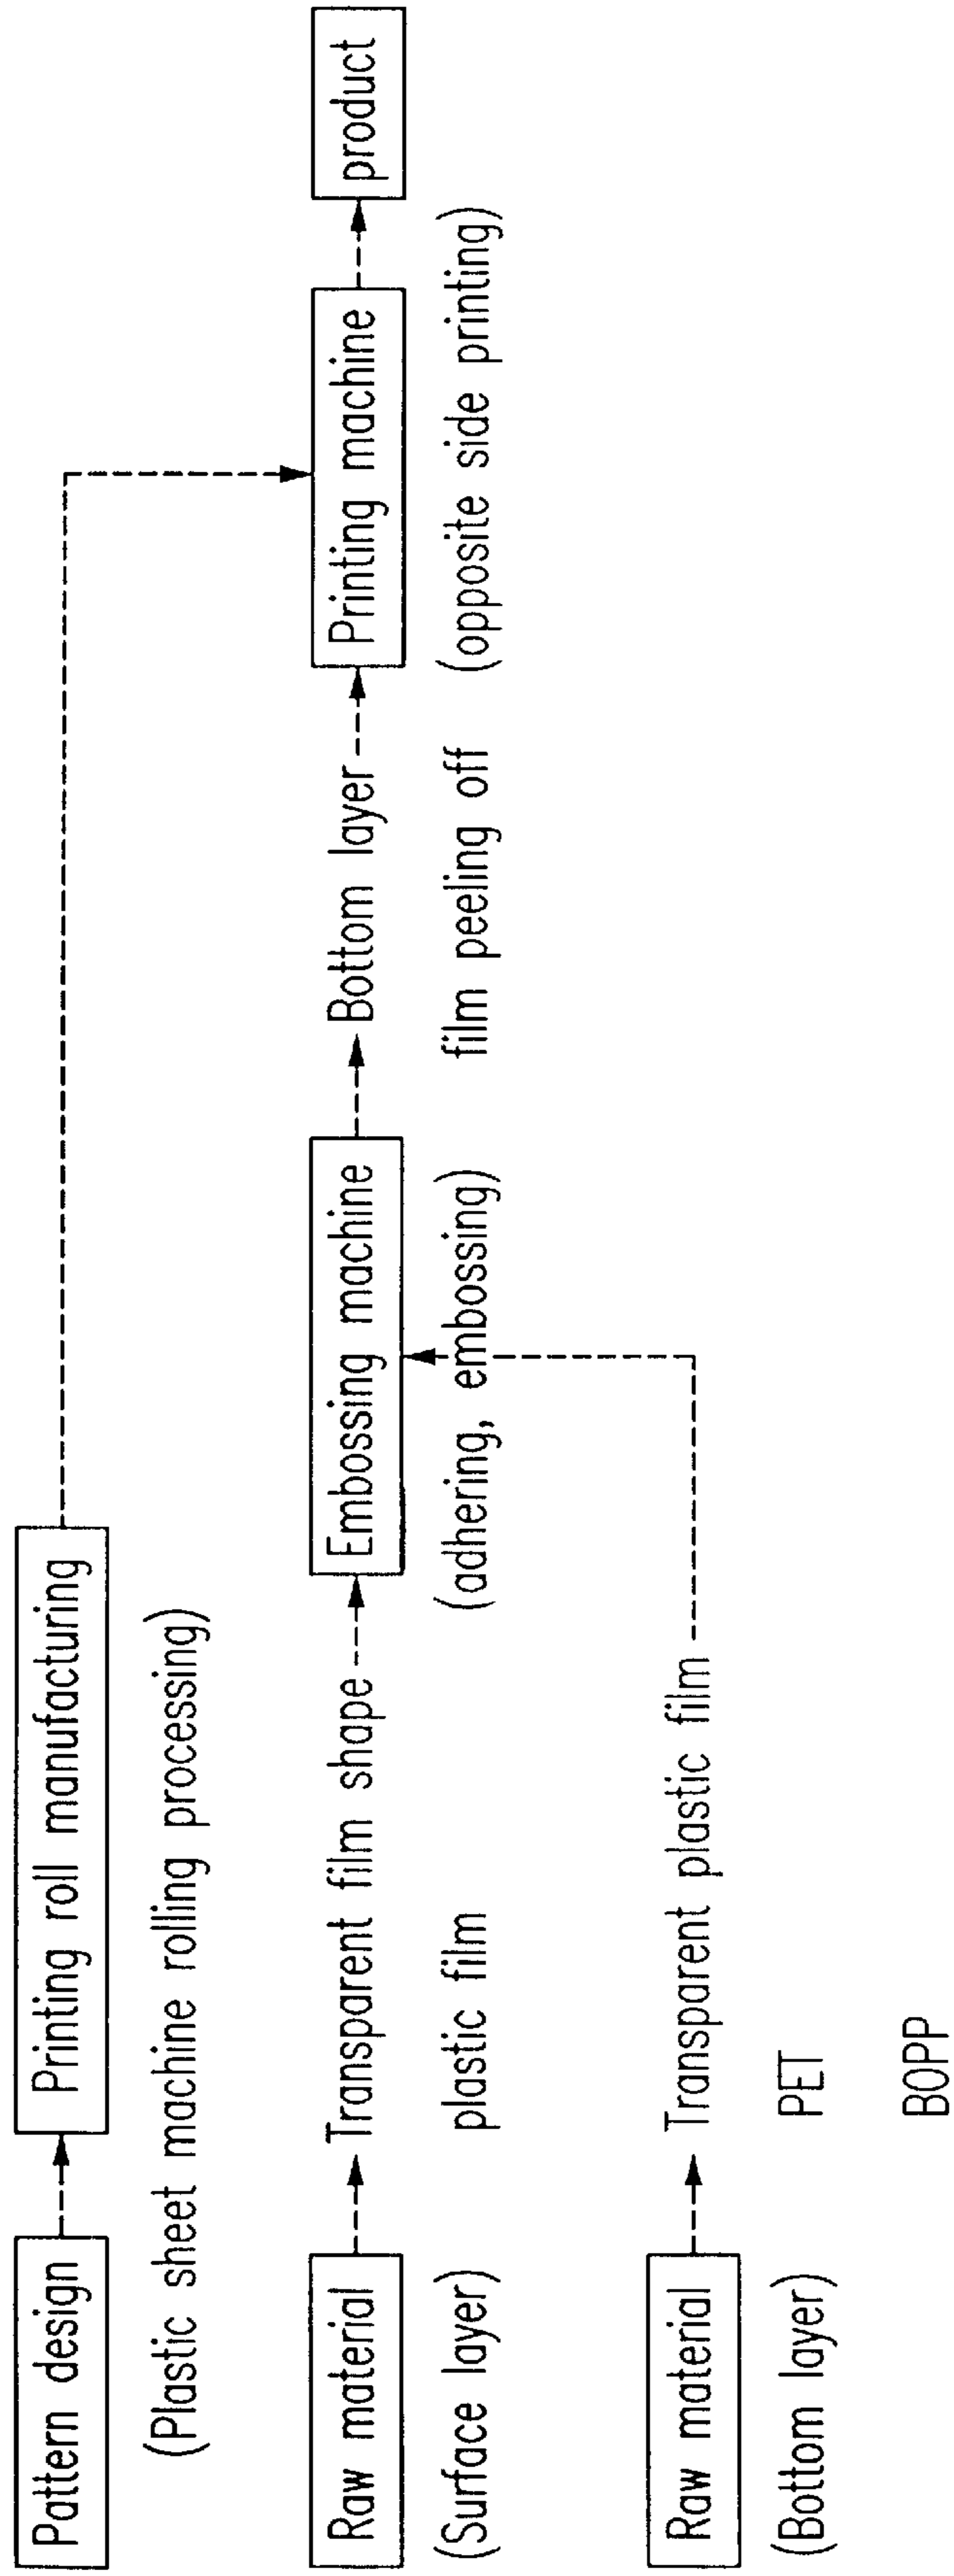 Pattern design
Printing roll manufacturing
(Plastic sheet machine rolling processing)
Raw material
(Surface layer)
Transparent film shape
plastic film
Embossing machine
(adhering, embossing)
Bottom layer
film peeling off
Printing machine
(opposite side printing)
product
Raw material
(Bottom layer)
Transparent plastic film
PET
BOPP